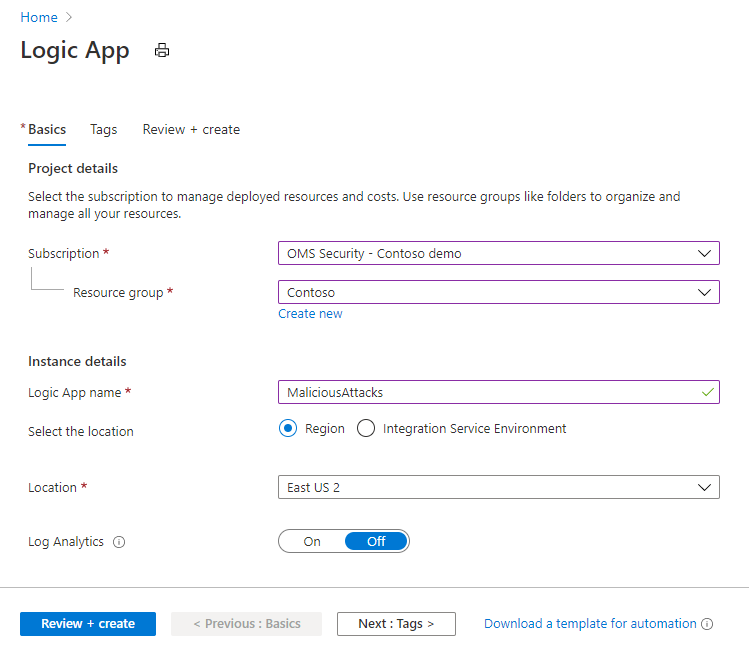 Home >
Logic App
* Basics Tags Review + create
Project details
Select the subscription to manage deployed resources and costs. Use resource groups like folders to organize and
manage all your resources.
Subscription * OMS Security - Contoso demo
Resource group * Contoso
Create new
Instance details
Logic App name * MaliciousAttacks
Select the location Region Integration Service Environment
Location * East US 2
Log Analytics On Off
Review + create < Previous : Basics Next : Tags > Download a template for automation